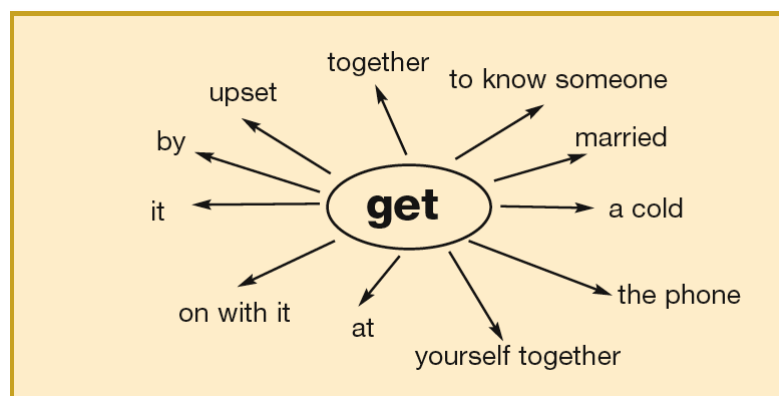 together
to know someone
upset
married
by
get
it
a cold
the phone
on with it
at
yourself together